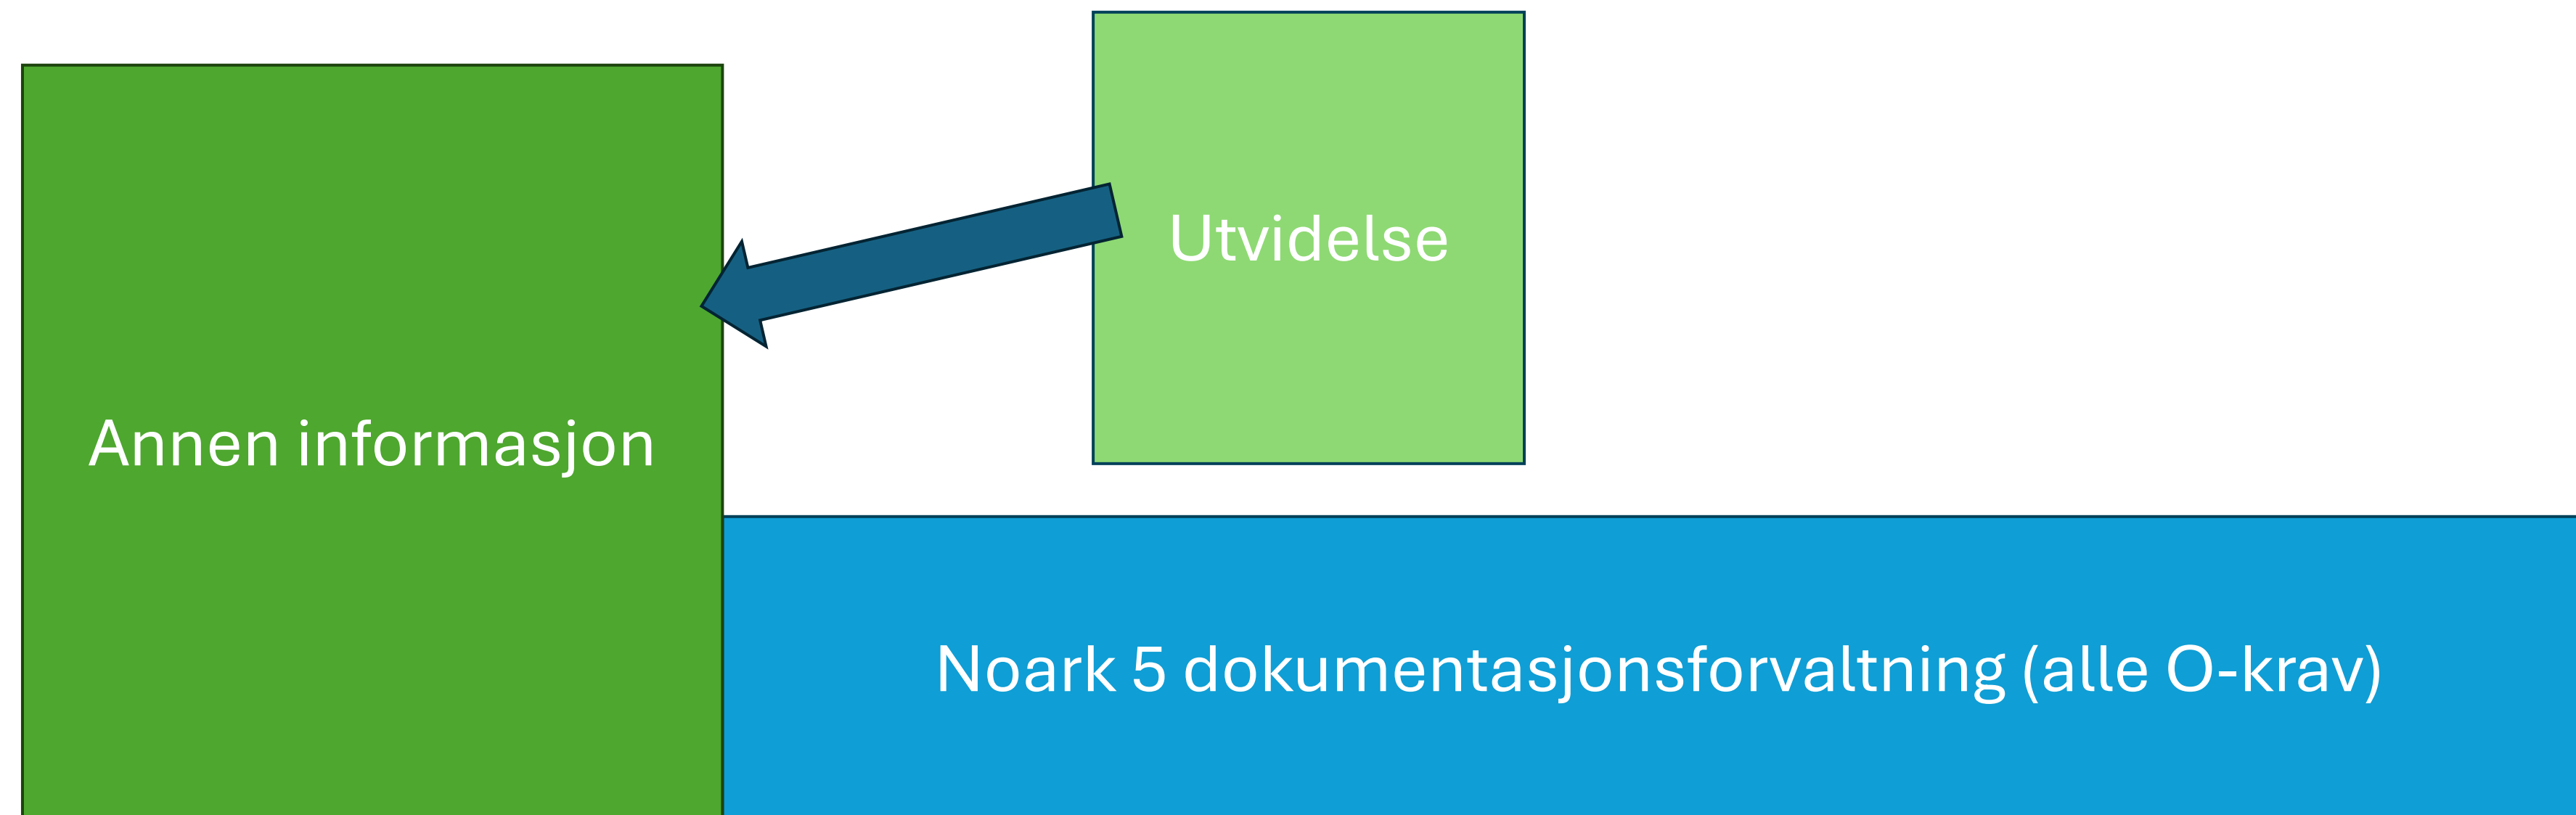 Utvidelse
Annen informasjon
Noark 5 dokumentasjonsforvaltning (alle O-krav)